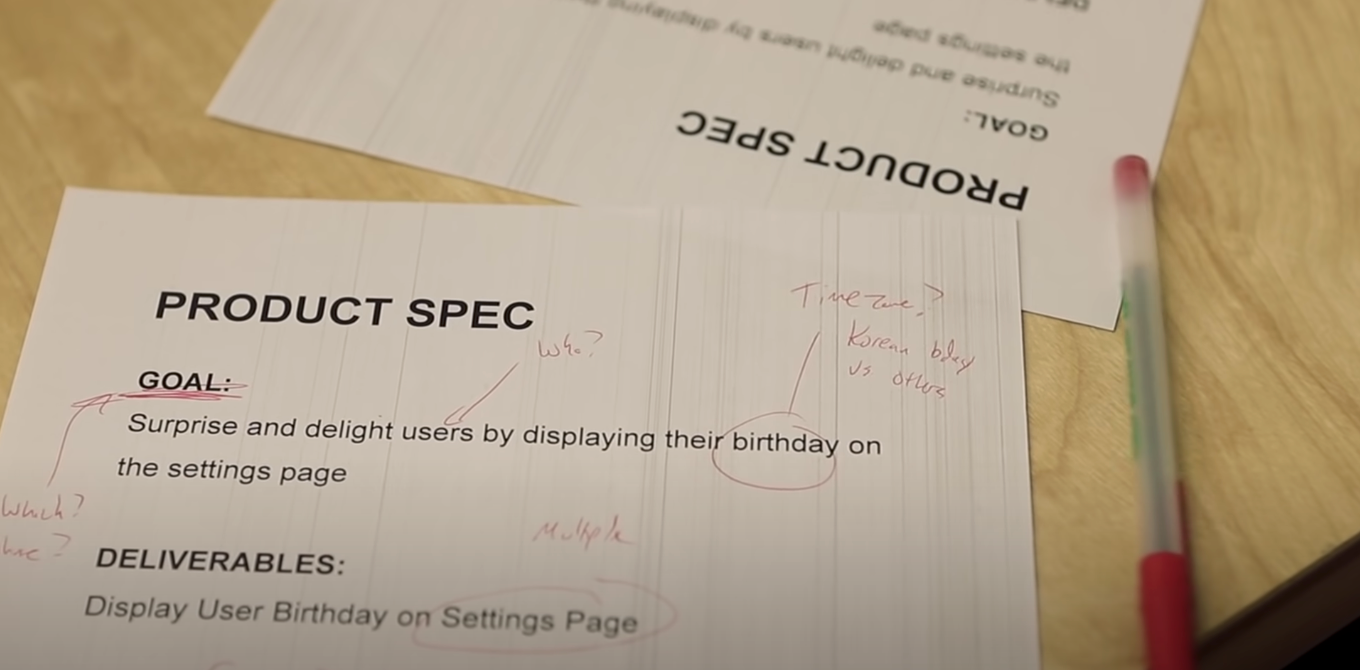 PRODUCT SPEC
GOAL:
Surprise and delight users by displaying
the settings page
PRODUCT SPEC
Who?
Time zone?
Korean bday
vs others
GOAL:
Surprise and delight users by displaying their birthday on
the settings page
Which?
Multiple
DELIVERABLES:
Display User Birthday on Settings Page